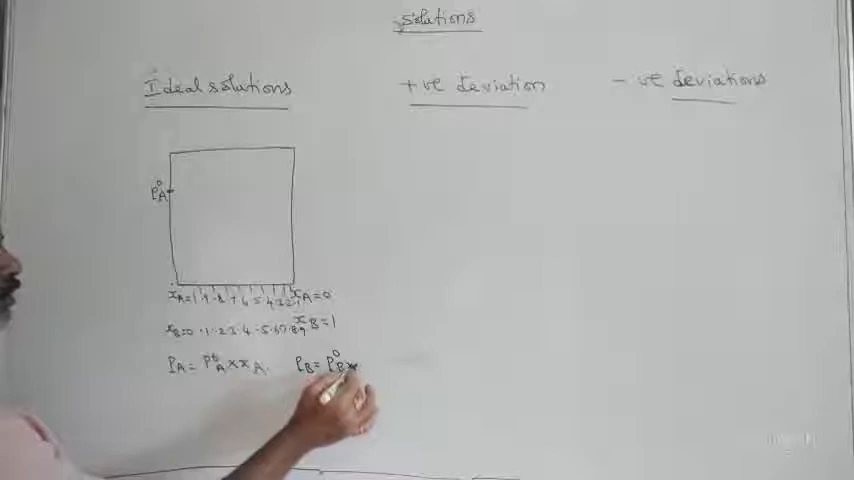 Solutions
Ideal solutions
+ve deviation
- ve deviations
P°A
xA=1 .9 .8 .7 .6 .5 .4 .3 .2 .1 xA=0
xB=0 .1 .2 .3 .4 .5 .6 .7 .8 .9 xB=1
PA = P°A × xA. PB = P°B ×